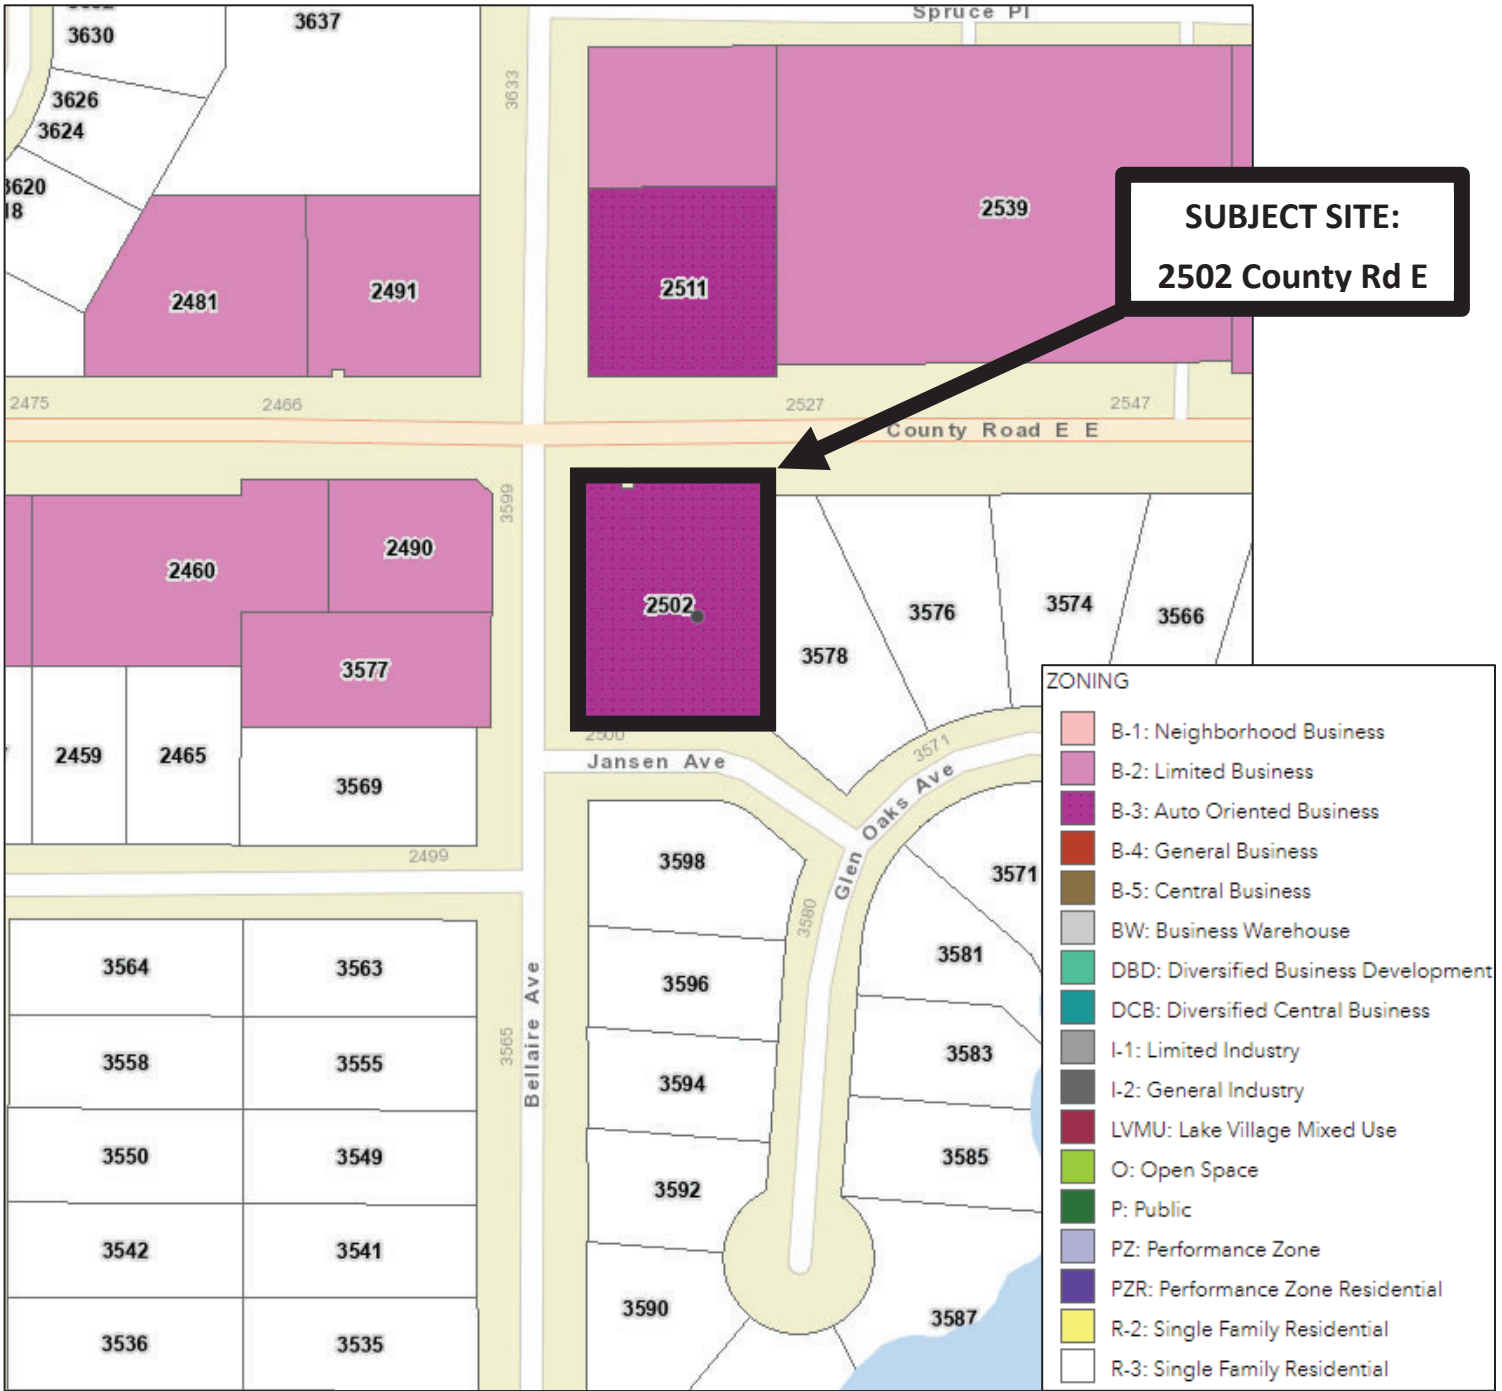 Spruce Pl
3630
3637
3626
3624
3633
3620
18
2539
SUBJECT SITE:
2502 County Rd E
2481
2491
2511
2475
2466
2527
2547
County Road E E
3599
2460
2490
2502
3577
3578
3576
3574
3566
2459
2465
3569
2500
Jansen Ave
3571
Glen Oaks Ave
2499
3598
3580
3571
3564
3563
3596
3581
Bellaire Ave
3565
3558
3555
3594
3583
3550
3549
3592
3585
3542
3541
3590
3587
3536
3535
ZONING
B-1: Neighborhood Business
B-2: Limited Business
B-3: Auto Oriented Business
B-4: General Business
B-5: Central Business
BW: Business Warehouse
DBD: Diversified Business Development
DCB: Diversified Central Business
I-1: Limited Industry
I-2: General Industry
LVMU: Lake Village Mixed Use
O: Open Space
P: Public
PZ: Performance Zone
PZR: Performance Zone Residential
R-2: Single Family Residential
R-3: Single Family Residential